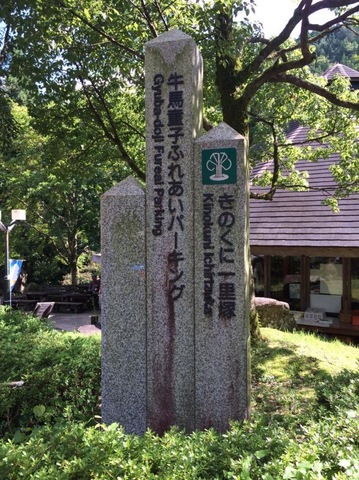 牛馬童子ふれあいパーキング
Gyuba-doji Fureai Parking
きのくに一里塚
Kinokuni Ichirizuka